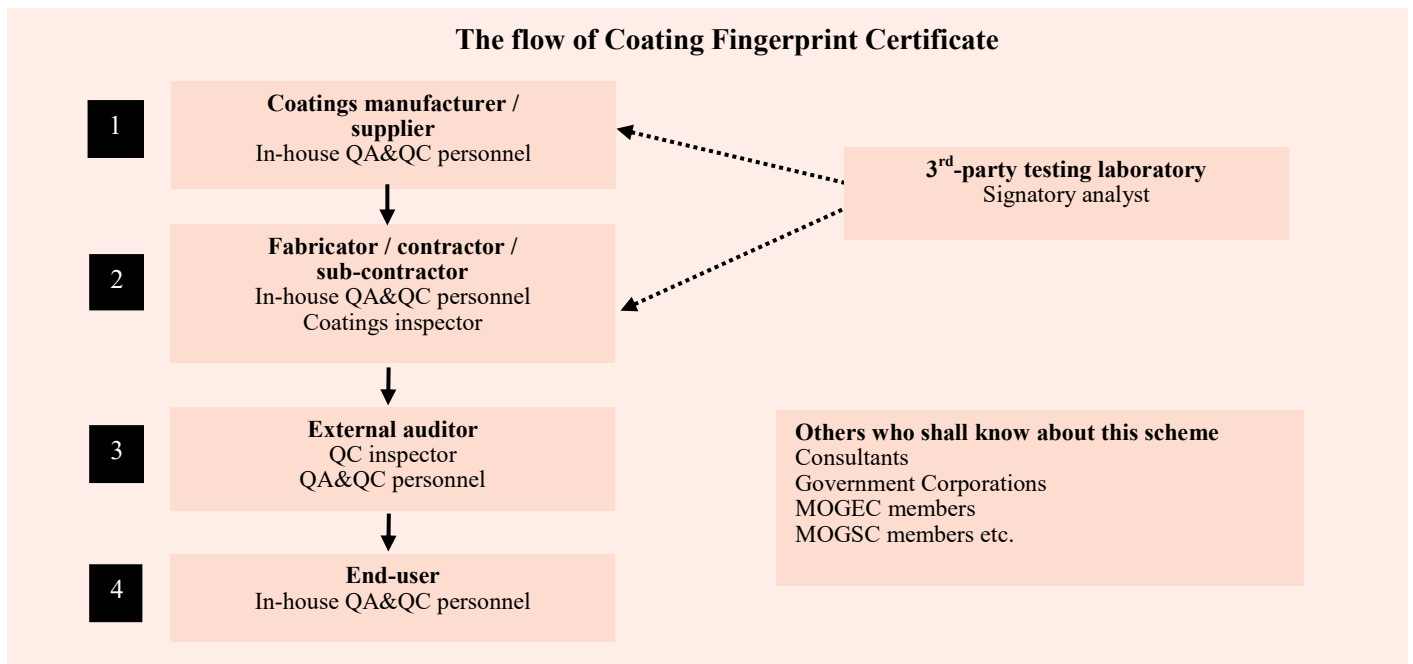 The flow of Coating Fingerprint Certificate
1
Coatings manufacturer /
supplier
In-house QA&QC personnel
3rd-party testing laboratory
Signatory analyst
2
Fabricator / contractor /
sub-contractor
In-house QA&QC personnel
Coatings inspector
3
External auditor
QC inspector
QA&QC personnel
Others who shall know about this scheme
Consultants
Government Corporations
MOGEC members
MOGSC members etc.
4
End-user
In-house QA&QC personnel